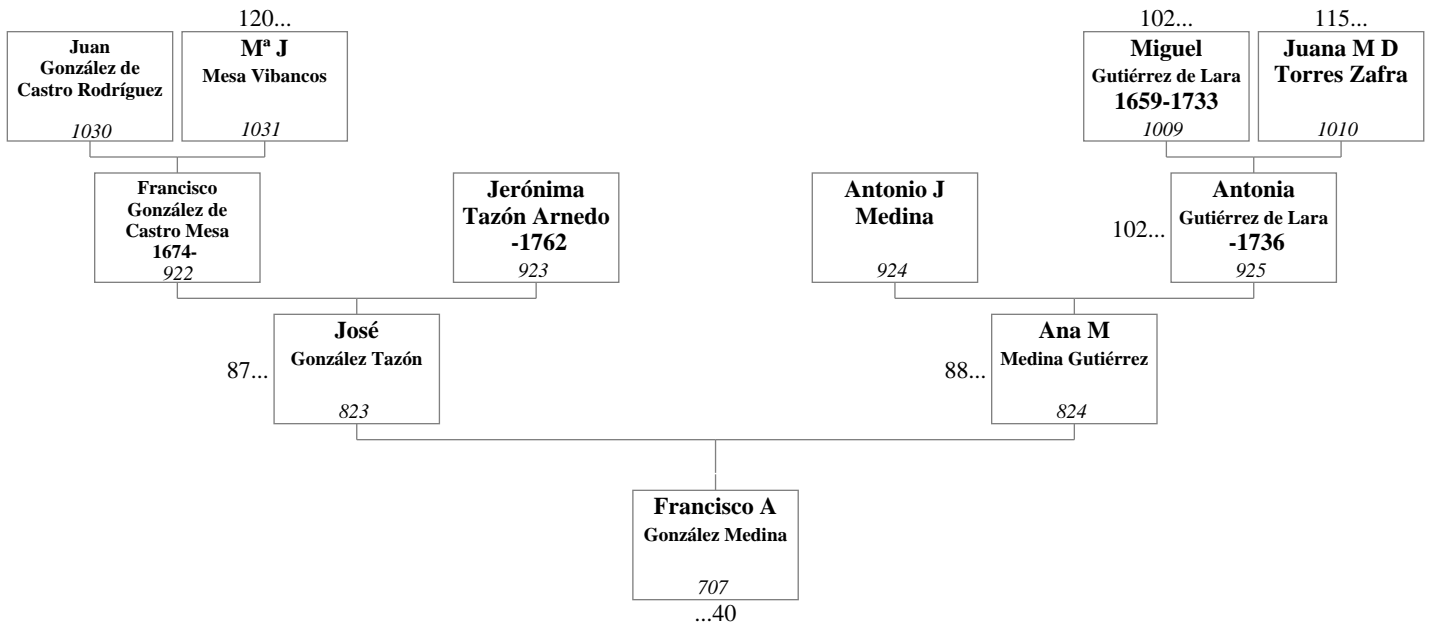 120...
102...
115...
Juan
González de
Castro Rodríguez
1030
Mª J
Mesa Vibancos
1031
Miguel
Gutiérrez de Lara
1659-1733
1009
Juana M D
Torres Zafra
1010
Francisco
González de
Castro Mesa
1674-
922
Jerónima
Tazón Arnedo
-1762
923
Antonio J
Medina
924
102...
Antonia
Gutiérrez de Lara
-1736
925
87...
José
González Tazón
823
88...
Ana M
Medina Gutiérrez
824
Francisco A
González Medina
707
...40